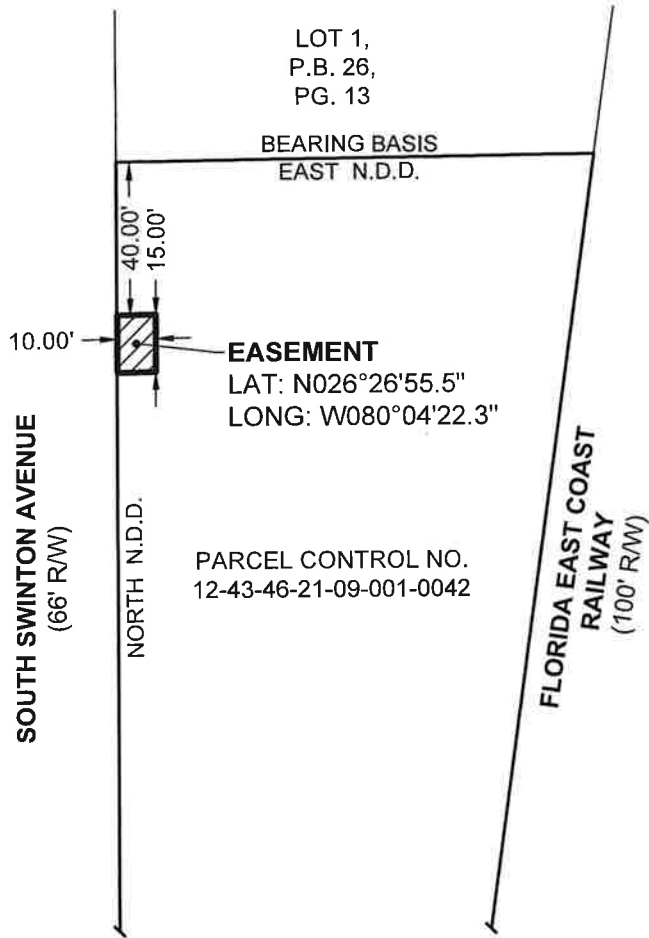 LOT 1,
P.B. 26,
PG. 13
BEARING BASIS
EAST N.D.D.
40.00'
15.00'
10.00'
EASEMENT
LAT: N026°26'55.5"
LONG: W080°04'22.3"
SOUTH SWINTON AVENUE
(66' R/W)
NORTH N.D.D.
PARCEL CONTROL NO.
12-43-46-21-09-001-0042
FLORIDA EAST COAST
RAILWAY
(100' R/W)